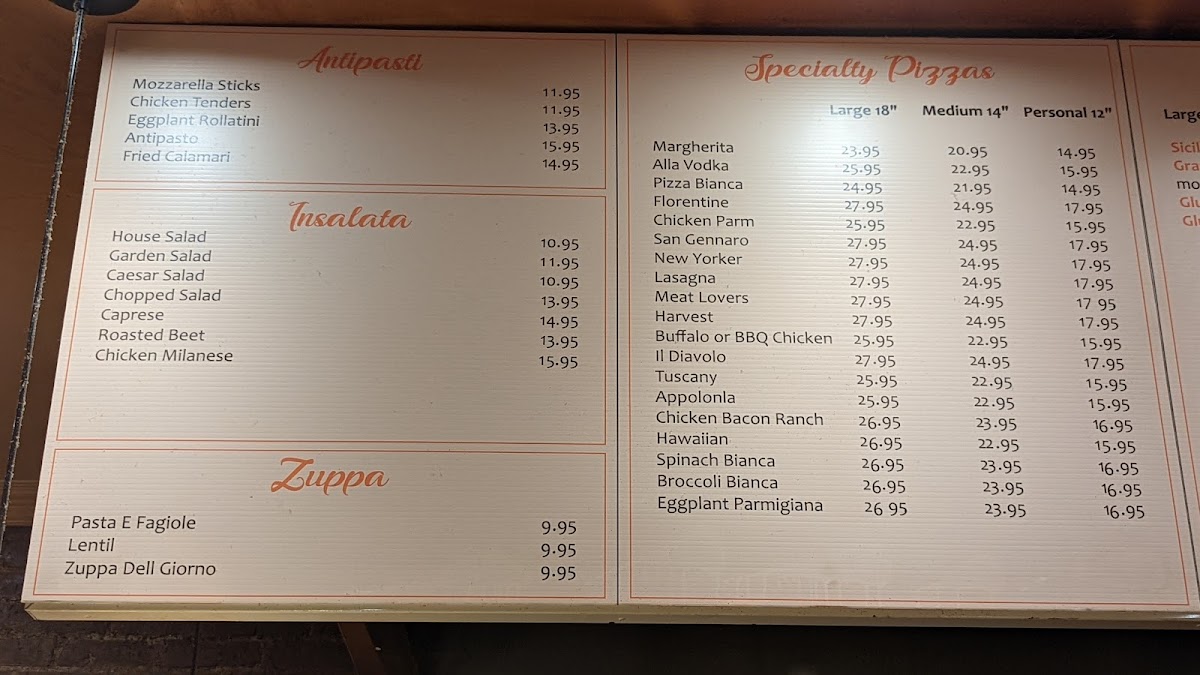 Antipasti
Mozzarella Sticks 11.95
Chicken Tenders 11.95
Eggplant Rollatini 13.95
Antipasto 15.95
Fried Calamari 14.95
Insalata
House Salad 10.95
Garden Salad 11.95
Caesar Salad 10.95
Chopped Salad 13.95
Caprese 14.95
Roasted Beet 13.95
Chicken Milanese 15.95
Zuppa
Pasta E Fagiole 9.95
Lentil 9.95
Zuppa Dell Giorno 9.95
Specialty Pizzas
Large 18" Medium 14" Personal 12"
Margherita 23.95 20.95 14.95
Alla Vodka 25.95 22.95 15.95
Pizza Bianca 24.95 21.95 14.95
Florentine 27.95 24.95 17.95
Chicken Parm 25.95 22.95 15.95
San Gennaro 27.95 24.95 17.95
New Yorker 27.95 24.95 17.95
Lasagna 27.95 24.95 17.95
Meat Lovers 27.95 24.95 17 95
Harvest 27.95 24.95 17.95
Buffalo or BBQ Chicken 25.95 22.95 15.95
Il Diavolo 27.95 24.95 17.95
Tuscany 25.95 22.95 15.95
Appolonla 25.95 22.95 15.95
Chicken Bacon Ranch 26.95 23.95 16.95
Hawaiian 26.95 22.95 15.95
Spinach Bianca 26.95 23.95 16.95
Broccoli Bianca 26.95 23.95 16.95
Eggplant Parmigiana 26 95 23.95 16.95
Large